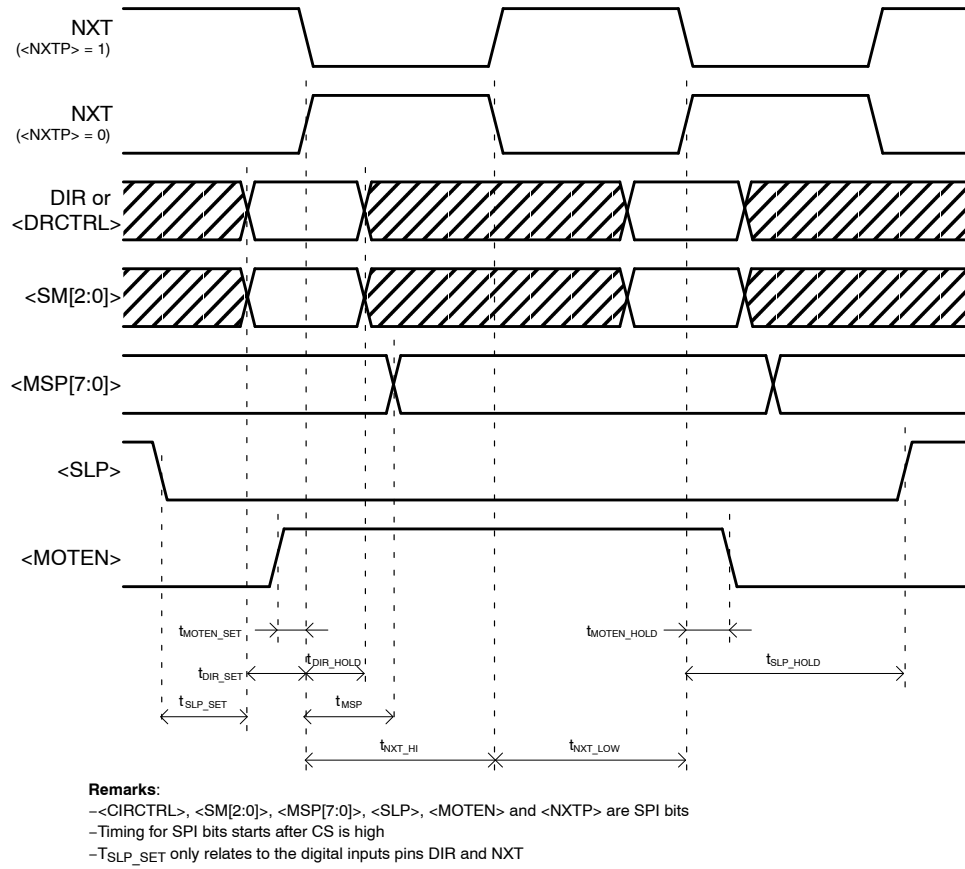 NXT
(<NXTP> = 1)
NXT
(<NXTP> = 0)
DIR or
<DRCTRL>
<SM[2:0]>
<MSP[7:0]>
<SLP>
<MOTEN>
tMOTEN_SET
tMOTEN_HOLD
tDIR_SET
tDIR_HOLD
tSLP_HOLD
tSLP_SET
tMSP
tNXT_HI
tNXT_LOW
Remarks:
–<CIRCTRL>, <SM[2:0]>, <MSP[7:0]>, <SLP>, <MOTEN> and <NXTP> are SPI bits
–Timing for SPI bits starts after CS is high
–TSLP_SET only relates to the digital inputs pins DIR and NXT